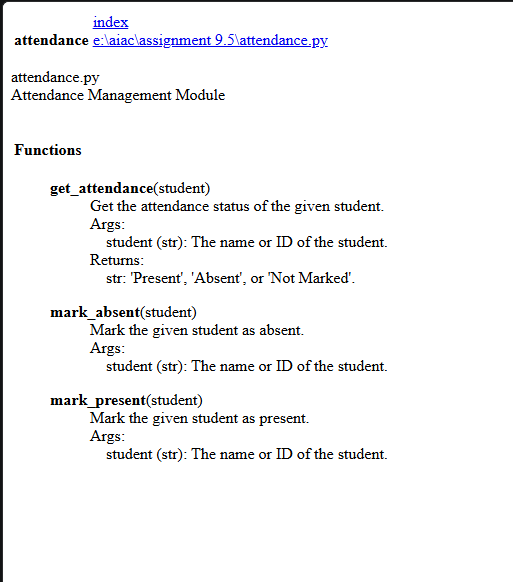 index
attendance e:\aiac\assignment 9.5\attendance.py
attendance.py
Attendance Management Module
Functions
get_attendance(student)
Get the attendance status of the given student.
Args:
student (str): The name or ID of the student.
Returns:
str: 'Present', 'Absent', or 'Not Marked'.
mark_absent(student)
Mark the given student as absent.
Args:
student (str): The name or ID of the student.
mark_present(student)
Mark the given student as present.
Args:
student (str): The name or ID of the student.